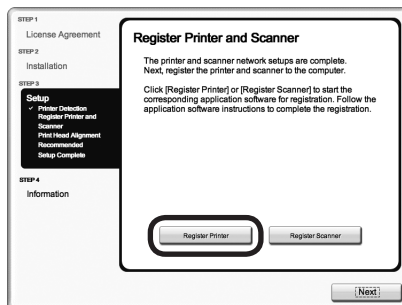 STEP 1
License Agreement
STEP 2
Installation
STEP 3
Setup
✓ Printer Detection
Register Printer and
Scanner
Print Head Alignment
Recommended
Setup Complete
STEP 4
Information
Register Printer and Scanner
The printer and scanner network setups are complete.
Next, register the printer and scanner to the computer.
Click [Register Printer] or [Register Scanner] to start the
corresponding application software for registration. Follow the
application software instructions to complete the registration.
Register Printer
Register Scanner
Next